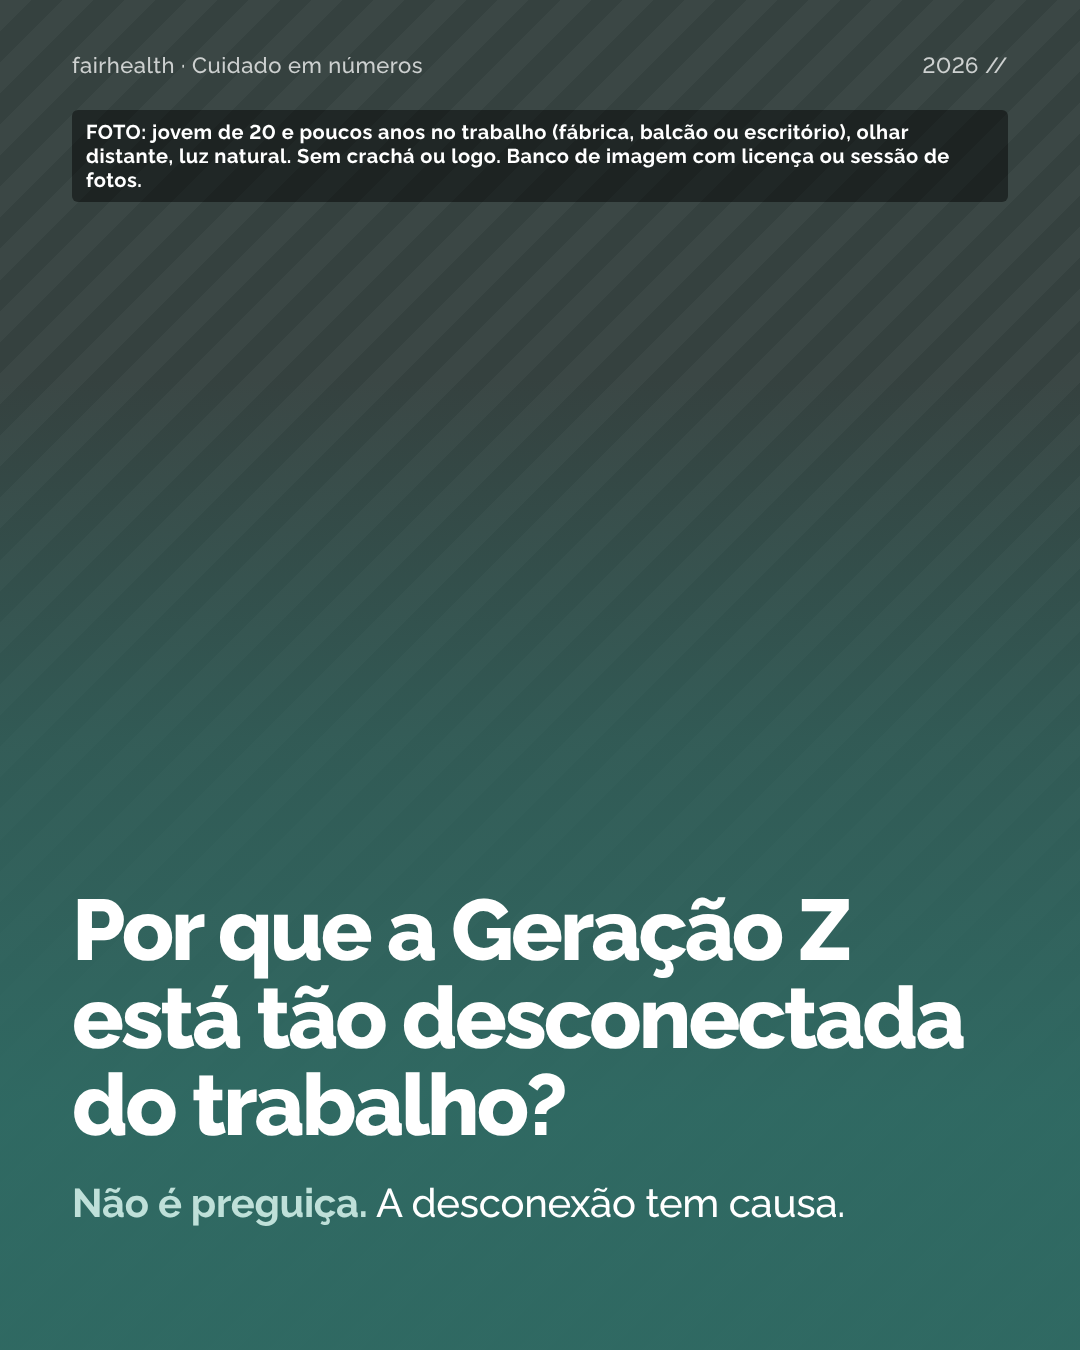 fairhealth · Cuidado em números
2026 //
FOTO: jovem de 20 e poucos anos no trabalho (fábrica, balcão ou escritório), olhar
distante, luz natural. Sem crachá ou logo. Banco de imagem com licença ou sessão de
fotos.
Por que a Geração Z
está tão desconectada
do trabalho?
Não é preguiça. A desconexão tem causa.